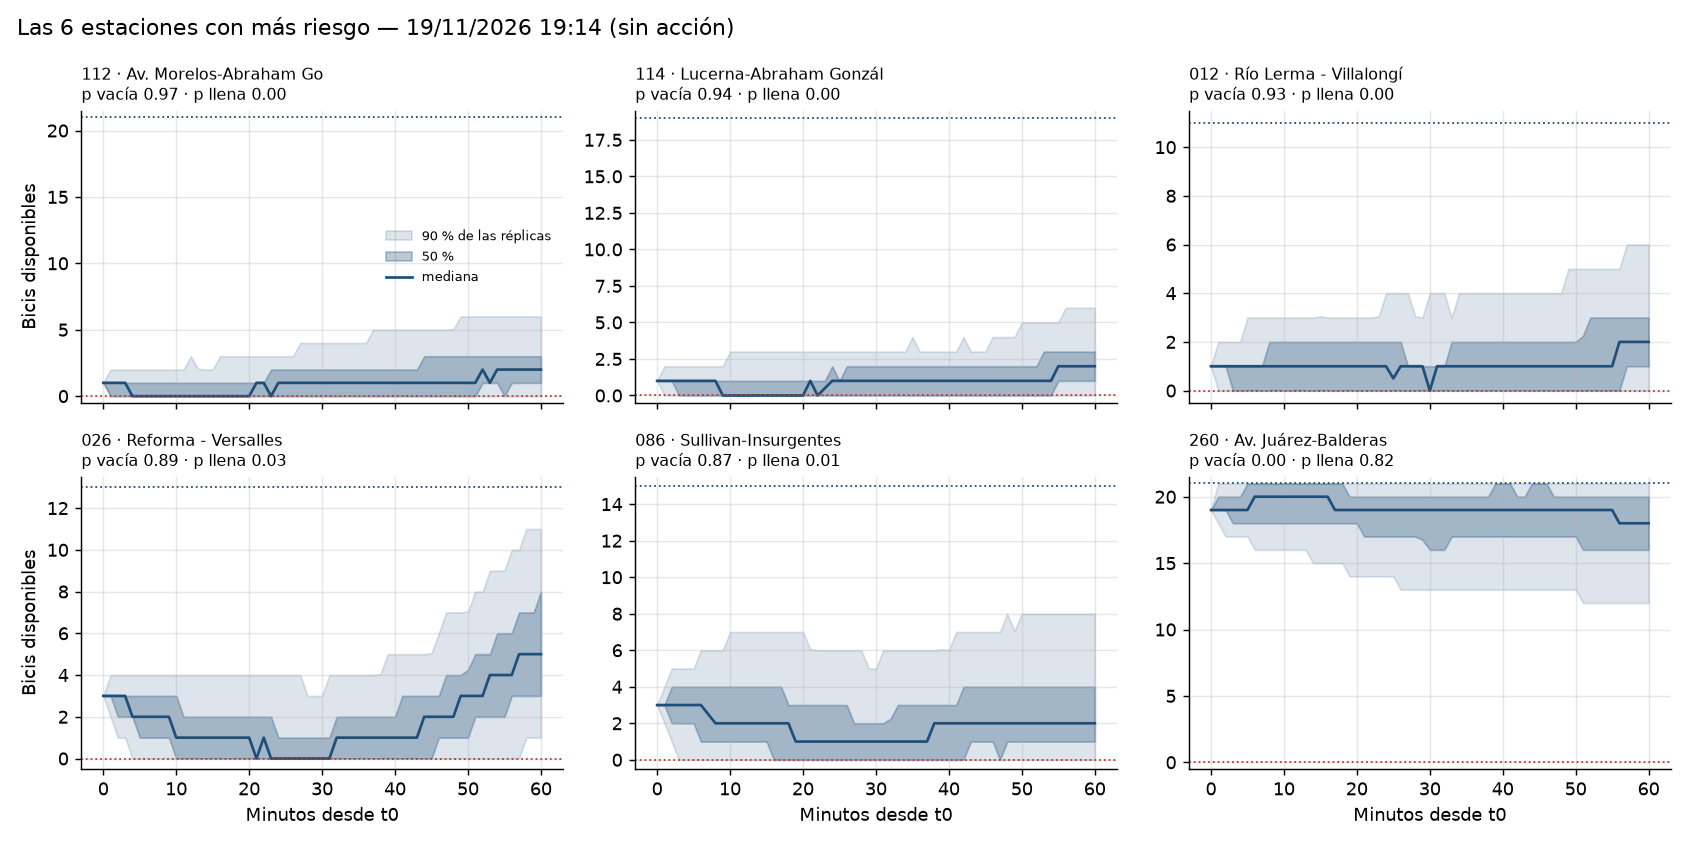 Las 6 estaciones con más riesgo — 19/11/2026 19:14 (sin acción)
112 · Av. Morelos-Abraham Go
p vacía 0.97 · p llena 0.00
20
15
10
5
0
Bicis disponibles
90 % de las réplicas
50 %
mediana
114 · Lucerna-Abraham Gonzál
p vacía 0.94 · p llena 0.00
17.5
15.0
12.5
10.0
7.5
5.0
2.5
0.0
012 · Río Lerma - Villalongí
p vacía 0.93 · p llena 0.00
10
8
6
4
2
0
026 · Reforma - Versalles
p vacía 0.89 · p llena 0.03
12
10
8
6
4
2
0
Bicis disponibles
0 10 20 30 40 50 60
Minutos desde t0
086 · Sullivan-Insurgentes
p vacía 0.87 · p llena 0.01
14
12
10
8
6
4
2
0
0 10 20 30 40 50 60
Minutos desde t0
260 · Av. Juárez-Balderas
p vacía 0.00 · p llena 0.82
20
15
10
5
0
0 10 20 30 40 50 60
Minutos desde t0